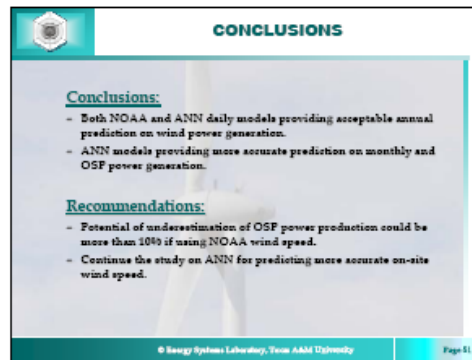 CONCLUSIONS
Conclusions:
– Both NOAA and ANN daily models providing acceptable annual
prediction on wind power generation.
– ANN models providing more accurate prediction on monthly and
OSP power generation.
Recommendations:
– Potential of underestimation of OSP power production could be
more than 10% if using NOAA wind speed.
– Continue the study on ANN for predicting more accurate on-site
wind speed.
© Energy Systems Laboratory, Texas A&M University
Page 51